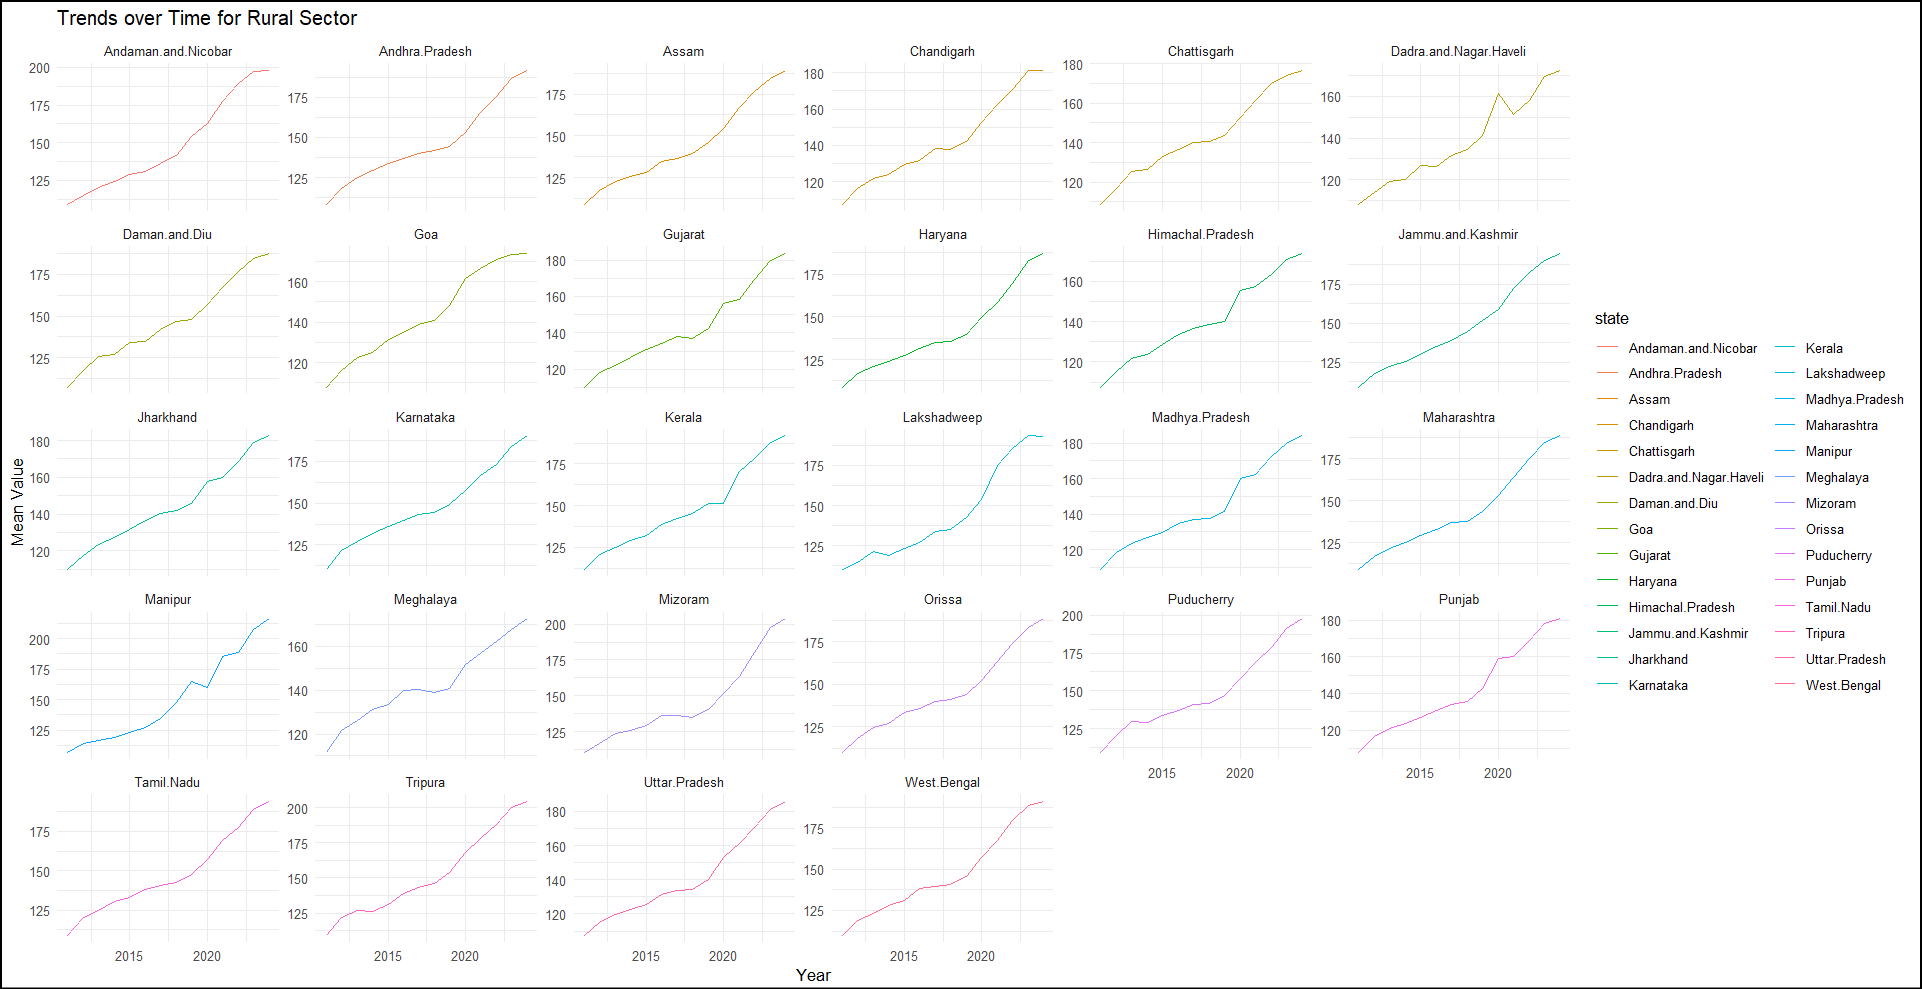 Trends over Time for Rural Sector
Andaman.and.Nicobar
Andhra.Pradesh
Assam
Chandigarh
Chattisgarh
Dadra.and.Nagar.Haveli
200
175
150
125
175
150
125
175
150
125
180
160
140
120
180
160
140
120
160
140
120
Daman.and.Diu
Goa
Gujarat
Haryana
Himachal.Pradesh
Jammu.and.Kashmir
175
150
125
160
140
120
180
160
140
120
175
150
125
160
140
120
175
150
125
Jharkhand
Karnataka
Kerala
Lakshadweep
Madhya.Pradesh
Maharashtra
180
160
140
120
175
150
125
175
150
125
175
150
125
180
160
140
120
175
150
125
Manipur
Meghalaya
Mizoram
Orissa
Puducherry
Punjab
200
175
150
125
160
140
120
200
175
150
125
175
150
125
200
175
150
125
180
160
140
120
2015
2020
2015
2020
Tamil.Nadu
Tripura
Uttar.Pradesh
West.Bengal
175
150
125
200
175
150
125
180
160
140
120
175
150
125
2015
2020
2015
2020
2015
2020
2015
2020
Year
Mean Value
state
Andaman.and.Nicobar
Andhra.Pradesh
Assam
Chandigarh
Chattisgarh
Dadra.and.Nagar.Haveli
Daman.and.Diu
Goa
Gujarat
Haryana
Himachal.Pradesh
Jammu.and.Kashmir
Jharkhand
Karnataka
Kerala
Lakshadweep
Madhya.Pradesh
Maharashtra
Manipur
Meghalaya
Mizoram
Orissa
Puducherry
Punjab
Tamil.Nadu
Tripura
Uttar.Pradesh
West.Bengal